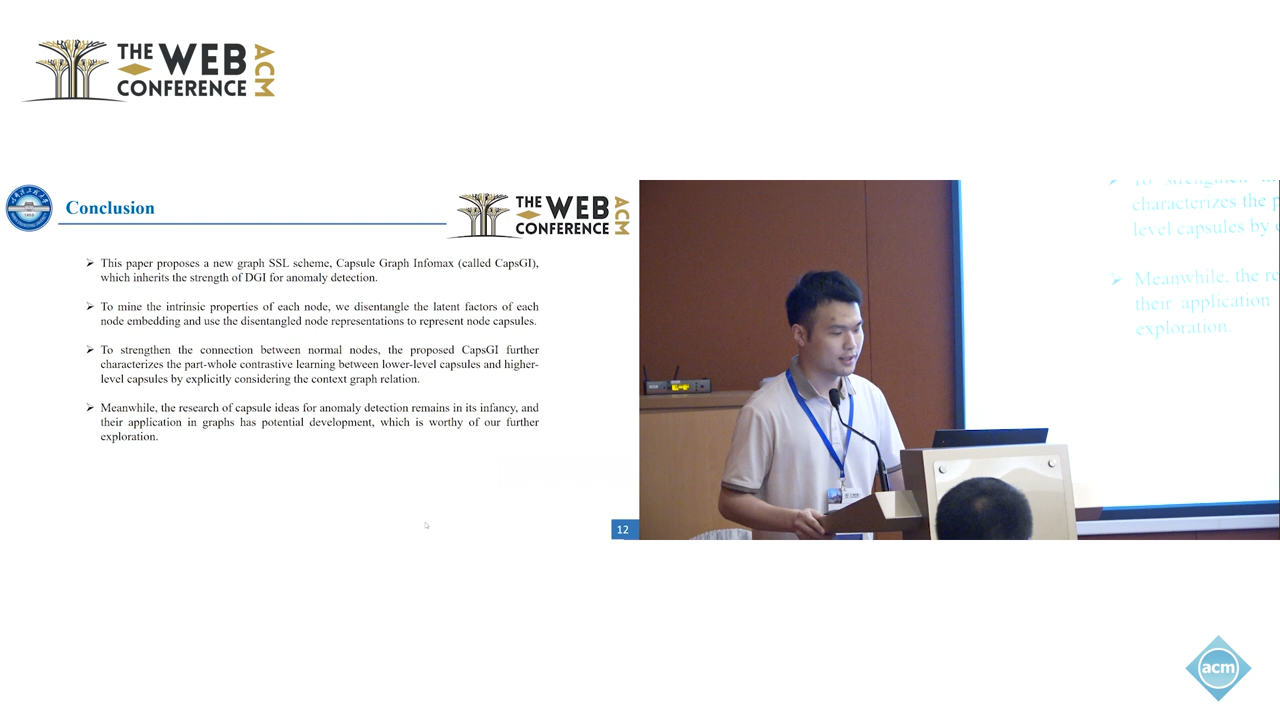 THE WEB
CONFERENCE
ACM
Conclusion
THE WEB
CONFERENCE
ACM
➢ This paper proposes a new graph SSL scheme, Capsule Graph Infomax (called CapsGI),
which inherits the strength of DGI for anomaly detection.
➢ To mine the intrinsic properties of each node, we disentangle the latent factors of each
node embedding and use the disentangled node representations to represent node capsules.
➢ To strengthen the connection between normal nodes, the proposed CapsGI further
characterizes the part-whole contrastive learning between lower-level capsules and higher-
level capsules by explicitly considering the context graph relation.
➢ Meanwhile, the research of capsule ideas for anomaly detection remains in its infancy, and
their application in graphs has potential development, which is worthy of our further
exploration.
12
➢ To strengthen
characterizes the
level capsules by
➢ Meanwhile, the
their application
exploration.
acm